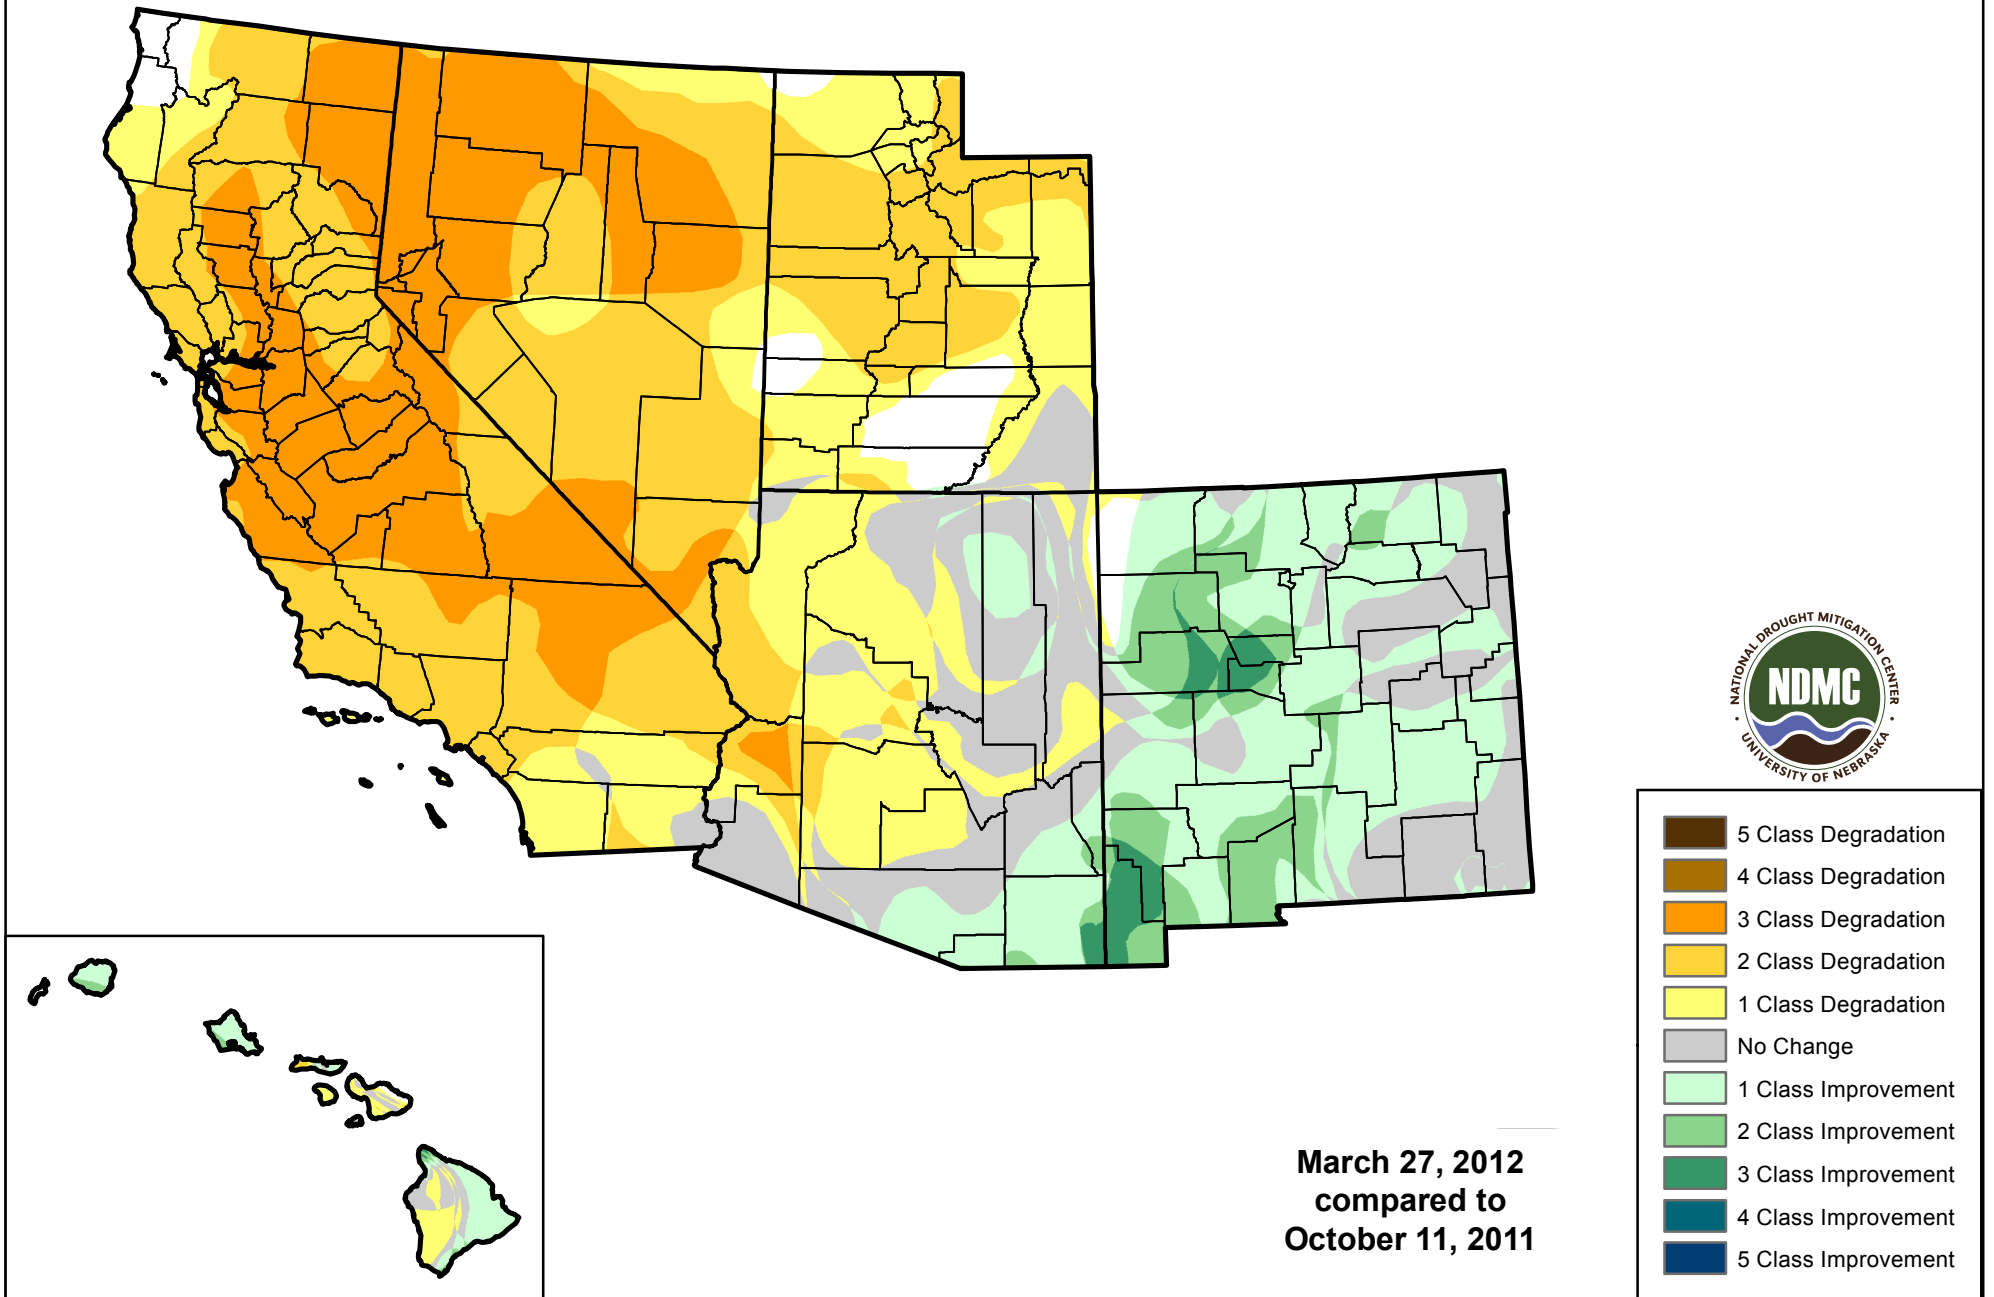 NATIONAL DROUGHT MITIGATION CENTER
NDMC
UNIVERSITY OF NEBRASKA
5 Class Degradation
4 Class Degradation
3 Class Degradation
2 Class Degradation
1 Class Degradation
No Change
1 Class Improvement
2 Class Improvement
3 Class Improvement
4 Class Improvement
5 Class Improvement
March 27, 2012
compared to
October 11, 2011